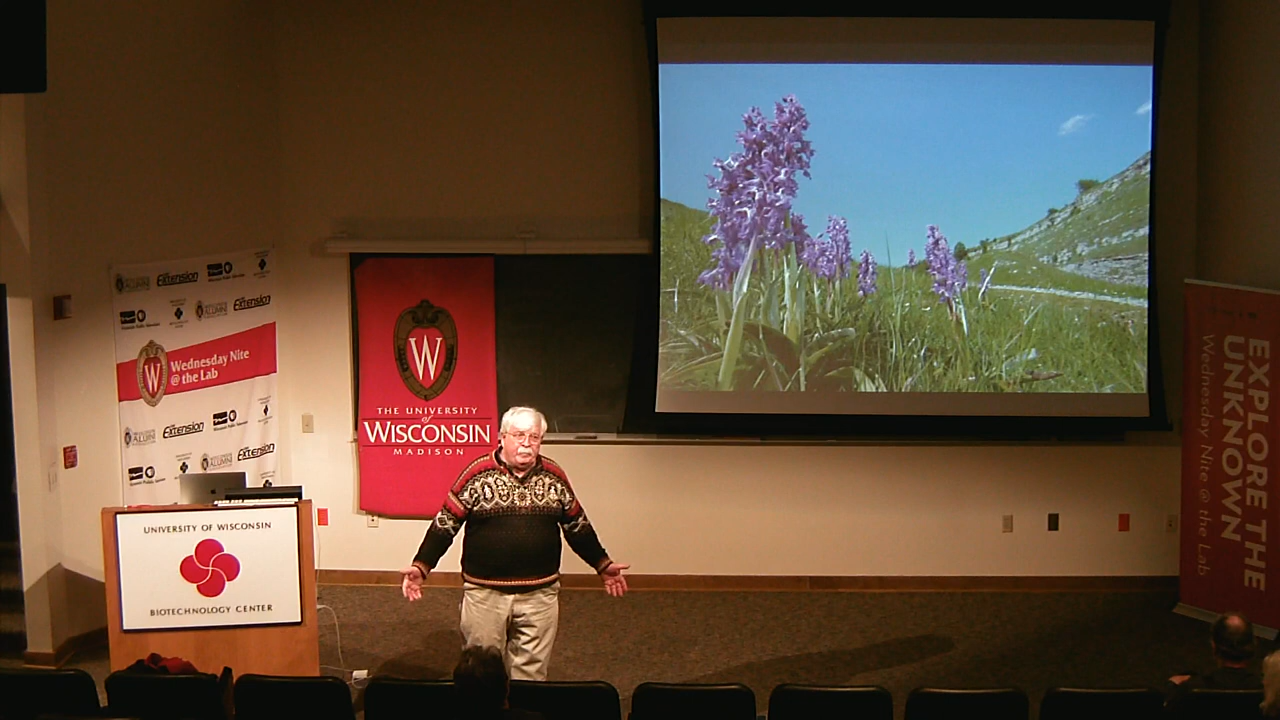 Extension
Extension
Wednesday Nite
@ the Lab
Extension
Extension
W
THE UNIVERSITY
of
WISCONSIN
MADISON
UNIVERSITY OF WISCONSIN
BIOTECHNOLOGY CENTER
EXPLORE THE
UNKNOWN
Wednesday Nite @ the Lab